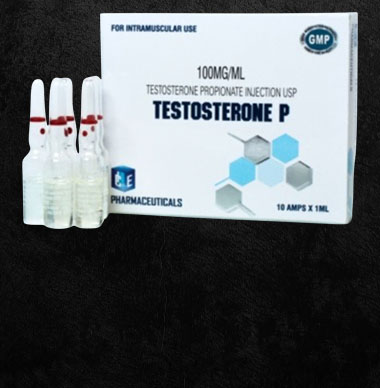 FOR INTRAMUSCULAR USE
GMP
100MG/ML
TESTOSTERONE PROPIONATE INJECTION USP
TESTOSTERONE P
PHARMACEUTICALS
10 AMPS X 1ML